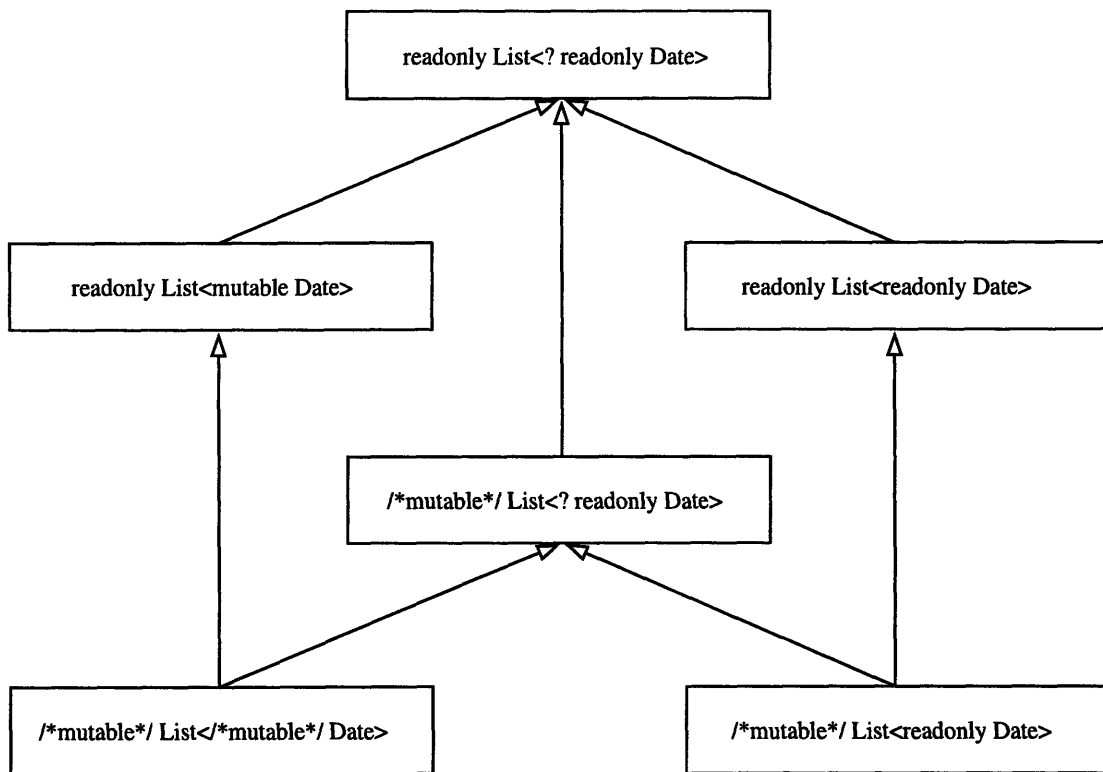 readonly List<? readonly Date>
readonly List<mutable Date>
readonly List<readonly Date>
/*mutable*/ List<? readonly Date>
/*mutable*/ List</*mutable*/ Date>
/*mutable*/ List<readonly Date>